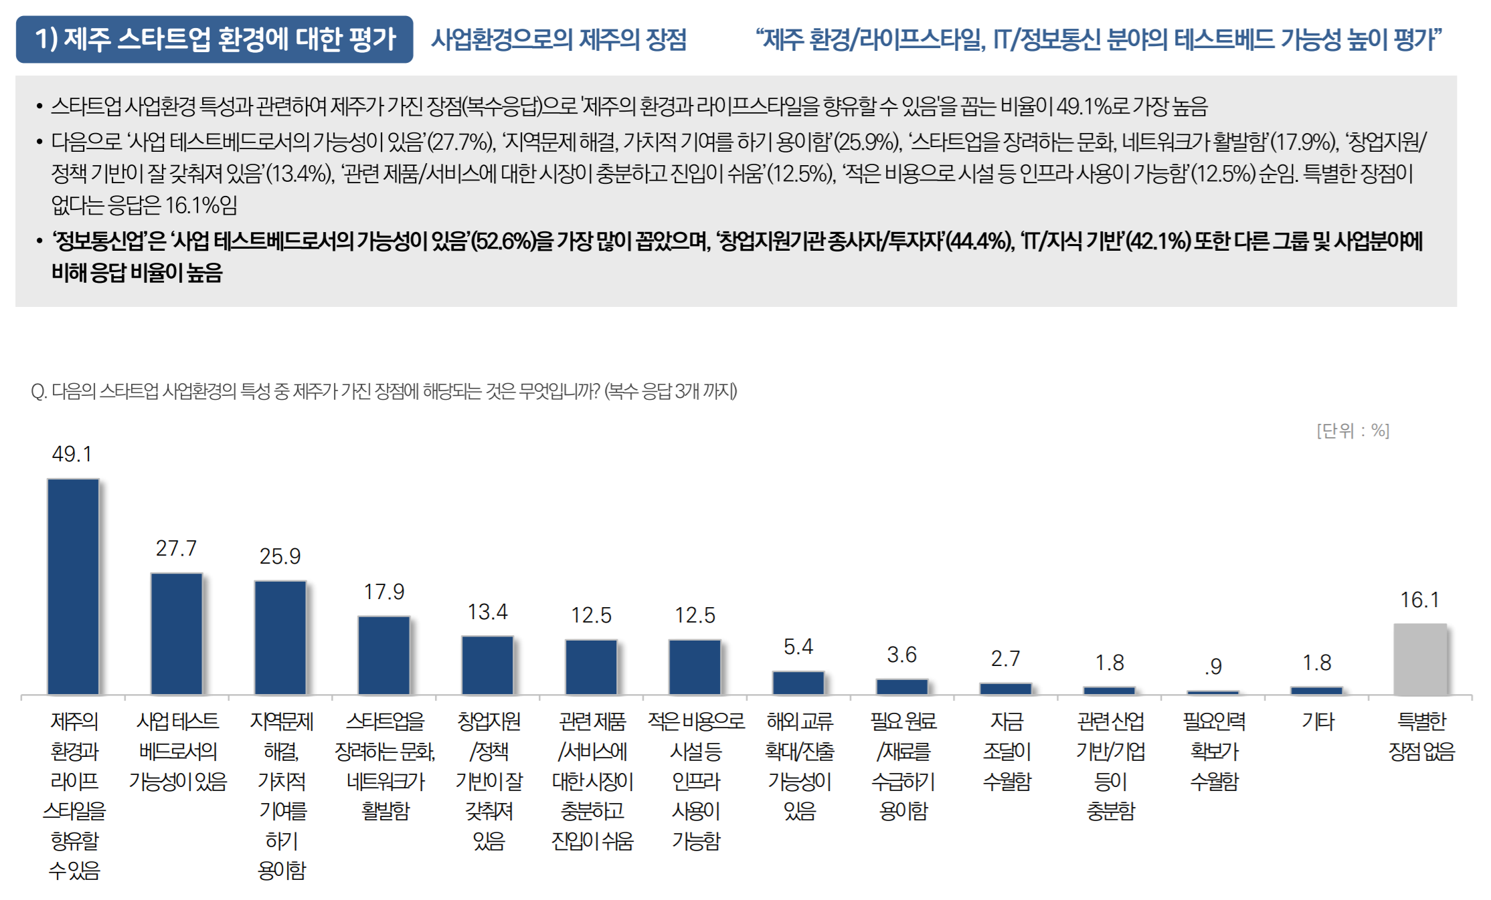 1) 제주 스타트업 환경에 대한 평가
사업환경으로의 제주의 장점
“제주 환경/라이프스타일, IT/정보통신 분야의 테스트베드 가능성 높이 평가”
• 스타트업 사업환경 특성과 관련하여 제주가 가진 장점(복수응답)으로 '제주의 환경과 라이프스타일을 향유할 수 있음'을 꼽는 비율이 49.1%로 가장 높음
• 다음으로 ‘사업 테스트베드로서의 가능성이 있음’(27.7%), ‘지역문제 해결, 가치적 기여를 하기 용이함’(25.9%), ‘스타트업을 장려하는 문화, 네트워크가 활발함’(17.9%), ‘창업지원/
정책 기반이 잘 갖춰져 있음’(13.4%), ‘관련 제품/서비스에 대한 시장이 충분하고 진입이 쉬움’(12.5%), ‘적은 비용으로 시설 등 인프라 사용이 가능함’(12.5%) 순임. 특별한 장점이
없다는 응답은 16.1%임
• ‘정보통신업’은 ‘사업 테스트베드로서의 가능성이 있음’(52.6%)을 가장 많이 꼽았으며, ‘창업지원기관 종사자/투자자’(44.4%), ‘IT/지식 기반’(42.1%) 또한 다른 그룹 및 사업분야에
비해 응답 비율이 높음
Q. 다음의 스타트업 사업환경의 특성 중 제주가 가진 장점에 해당되는 것은 무엇입니까? (복수 응답 3개 까지)
[단위 : %]
49.1
27.7
25.9
17.9
13.4
12.5
12.5
5.4
3.6
2.7
1.8
.9
1.8
16.1
제주의
환경과
라이프
스타일을
향유할
수 있음
사업 테스트
베드로서의
가능성이 있음
지역문제
해결,
가치적
기여를
하기
용이함
스타트업을
장려하는 문화,
네트워크가
활발함
창업지원
/정책
기반이 잘
갖춰져
있음
관련 제품
/서비스에
대한 시장이
충분하고
진입이 쉬움
적은 비용으로
시설 등
인프라
사용이
가능함
해외 교류
확대/진출
가능성이
있음
필요 원료
/재료를
수급하기
용이함
자금
조달이
수월함
관련 산업
기반/기업
등이
충분함
필요인력
확보가
수월함
기타
특별한
장점 없음